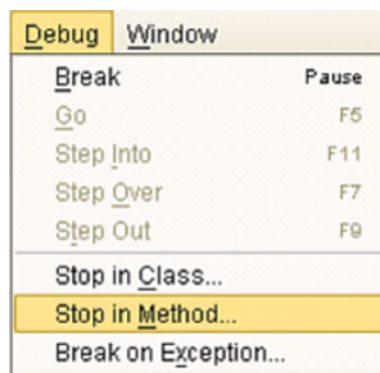 Debug Window
Break Pause
Go F5
Step Into F11
Step Over F7
Step Out F9
Stop in Class...
Stop in Method...
Break on Exception...